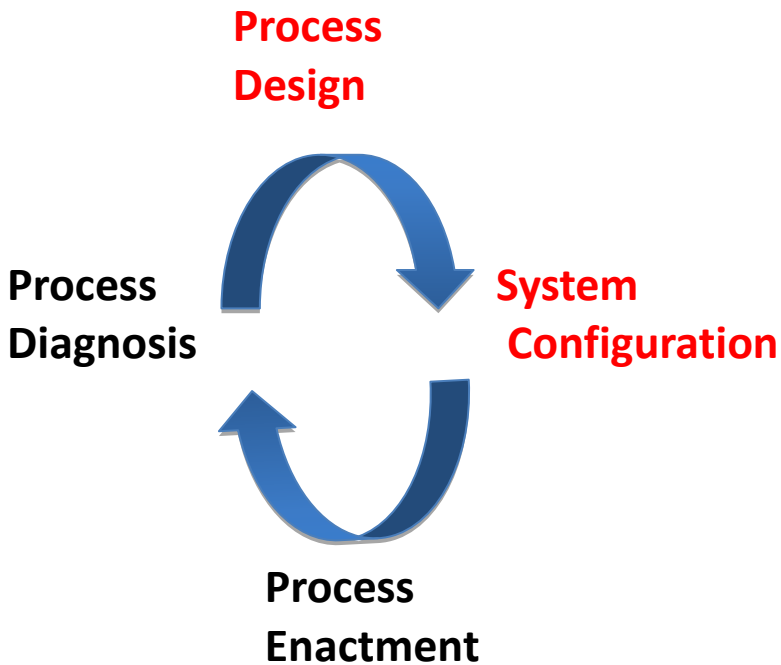 Process
Design
Process
Diagnosis
System
Configuration
Process
Enactment